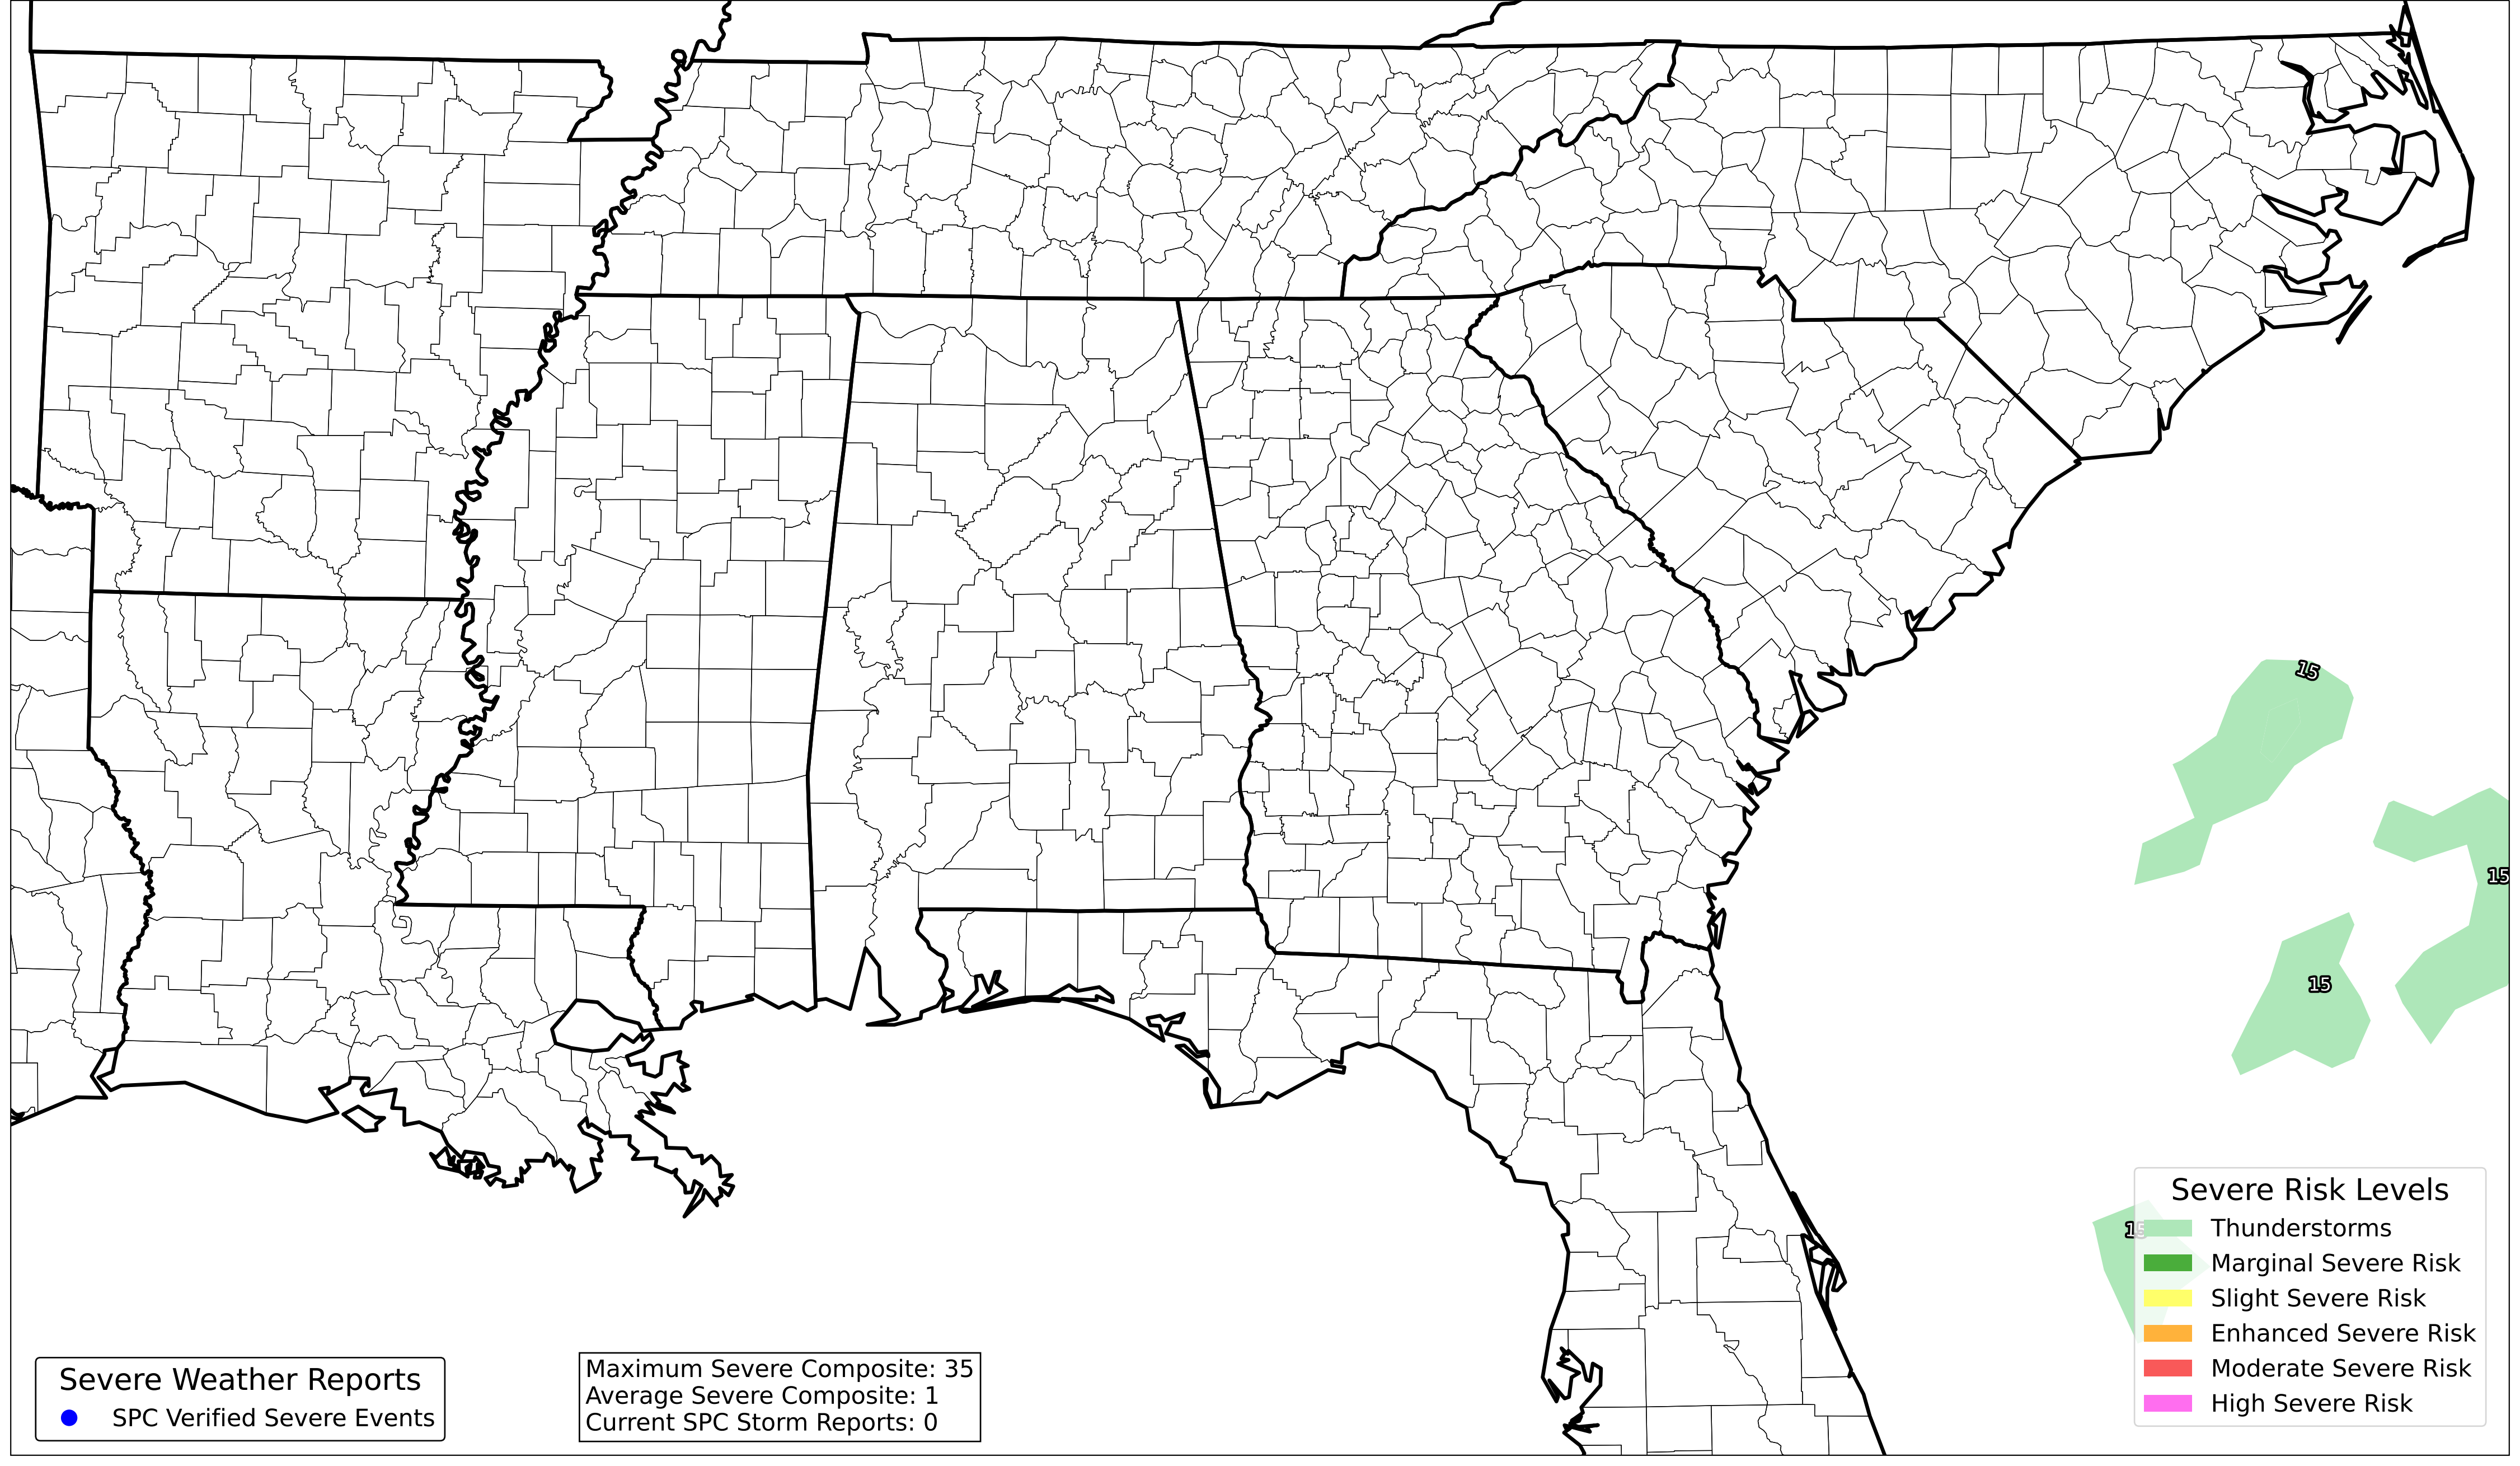 15
15
15
15
Severe Risk Levels
Thunderstorms
Marginal Severe Risk
Slight Severe Risk
Enhanced Severe Risk
Moderate Severe Risk
High Severe Risk
Severe Weather Reports
SPC Verified Severe Events
Maximum Severe Composite: 35
Average Severe Composite: 1
Current SPC Storm Reports: 0